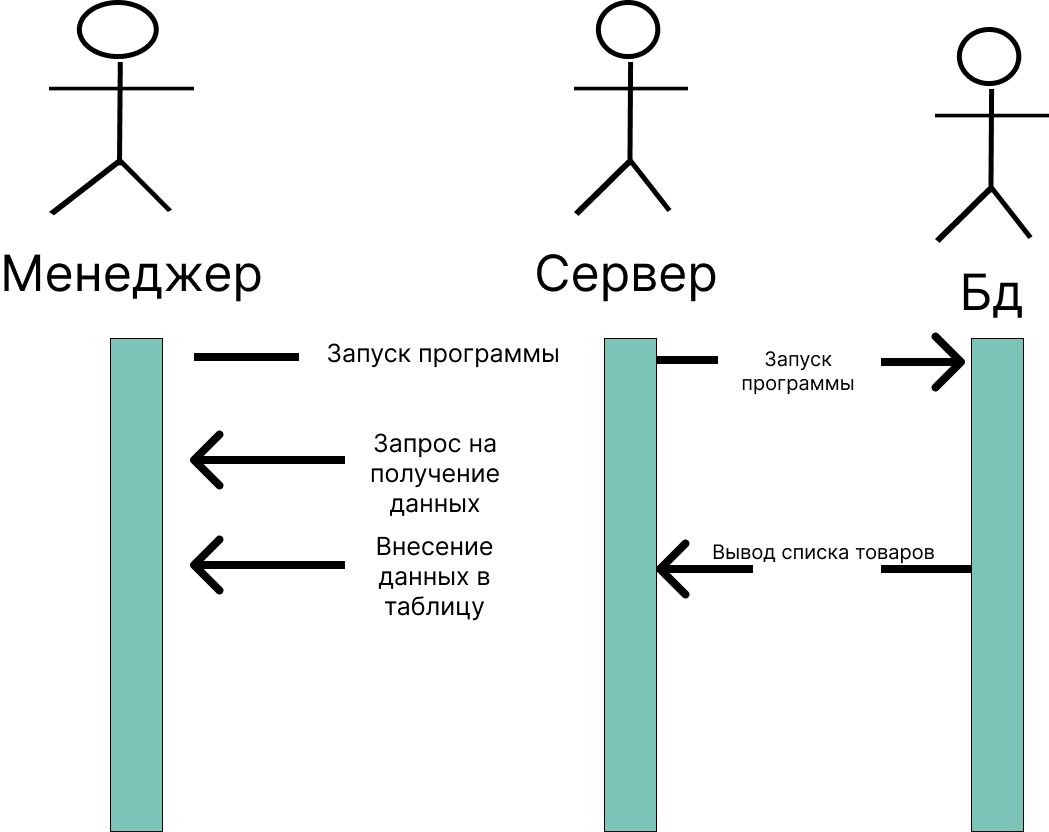 Менеджер
Сервер
Бд
Запуск программы
Запуск
программы
Запрос на
получение
данных
Внесение
данных в
таблицу
Вывод списка товаров